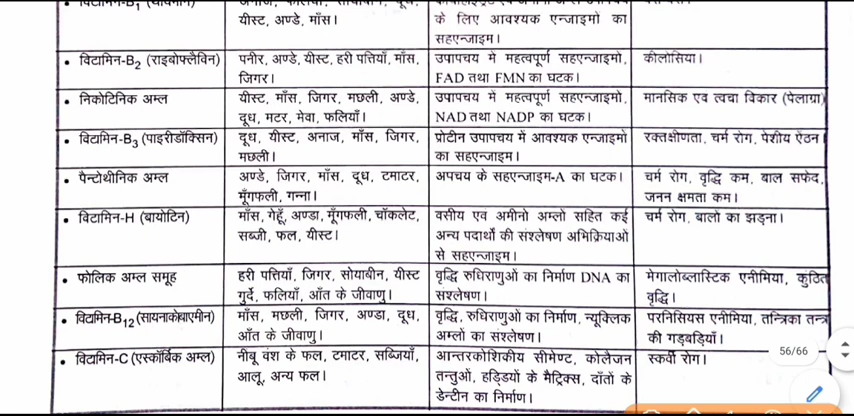 यीस्ट, अण्डे, माँस।
के लिए आवश्यक एन्जाइमो का
सहएन्जाइम।
• विटामिन-B₂ (राइबोफ्लैविन)
पनीर, अण्डे, यीस्ट, हरी पत्तियाँ, माँस,
जिगर।
उपापचय में महत्वपूर्ण सहएन्जाइमो,
FAD तथा FMN का घटक।
कीलोसिया।
• निकोटिनिक अम्ल
यीस्ट, माँस, जिगर, मछली, अण्डे,
दूध, मटर, मेवा, फलियाँ।
उपापचय में महत्वपूर्ण सहएन्जाइमो,
NAD तथा NADP का घटक।
मानसिक एव त्वचा विकार (पेलाग्रा)
• विटामिन-B₃ (पाइरीडॉक्सिन)
दूध, यीस्ट, अनाज, माँस, जिगर,
मछली।
प्रोटीन उपापचय में आवश्यक एन्जाइमो
का सहएन्जाइम।
रक्तक्षीणता, चर्म रोग, पेशीय ऐंठन।
• पैन्टोथीनिक अम्ल
अण्डे, जिगर, माँस, दूध, टमाटर,
मूँगफली, गन्ना।
अपचय के सहएन्जाइम-A का घटक।
चर्म रोग, वृद्धि कम, बाल सफेद,
जनन क्षमता कम।
• विटामिन-H (बायोटिन)
माँस, गेहूँ, अण्डा, मूँगफली, चॉकलेट,
सब्जी, फल, यीस्ट।
वसीय एव अमीनो अम्लो सहित कई
अन्य पदार्थो की संश्लेषण अभिक्रियाओ
से सहएन्जाइम।
चर्म रोग, बालो का झड़ना।
• फोलिक अम्ल समूह
हरी पत्तियाँ, जिगर, सोयाबीन, यीस्ट
गुर्दे, फलियाँ, आँत के जीवाणु।
वृद्धि रुधिराणुओ का निर्माण DNA का
संश्लेषण।
मेगालोब्लास्टिक एनीमिया, कुठित
वृद्धि।
• विटामिन-B₁₂ (सायनाकोबाएमीन)
माँस, मछली, जिगर, अण्डा, दूध,
आँत के जीवाणु।
वृद्धि, रुधिराणुओ का निर्माण, न्यूक्लिक
अम्लो का संश्लेषण।
परनिसियस एनीमिया, तन्त्रिका तन्त्र
की गड़बड़ियाँ।
• विटामिन-C (एस्कॉर्बिक अम्ल)
नीबू वंश के फल, टमाटर, सब्जियाँ,
आलू, अन्य फल।
आन्तरकोशिकीय सीमेण्ट, कोलैजन
तन्तुओं, हड्डियों के मैट्रिक्स, दाँतों के
डेन्टीन का निर्माण।
स्कर्वी रोग।
56/66